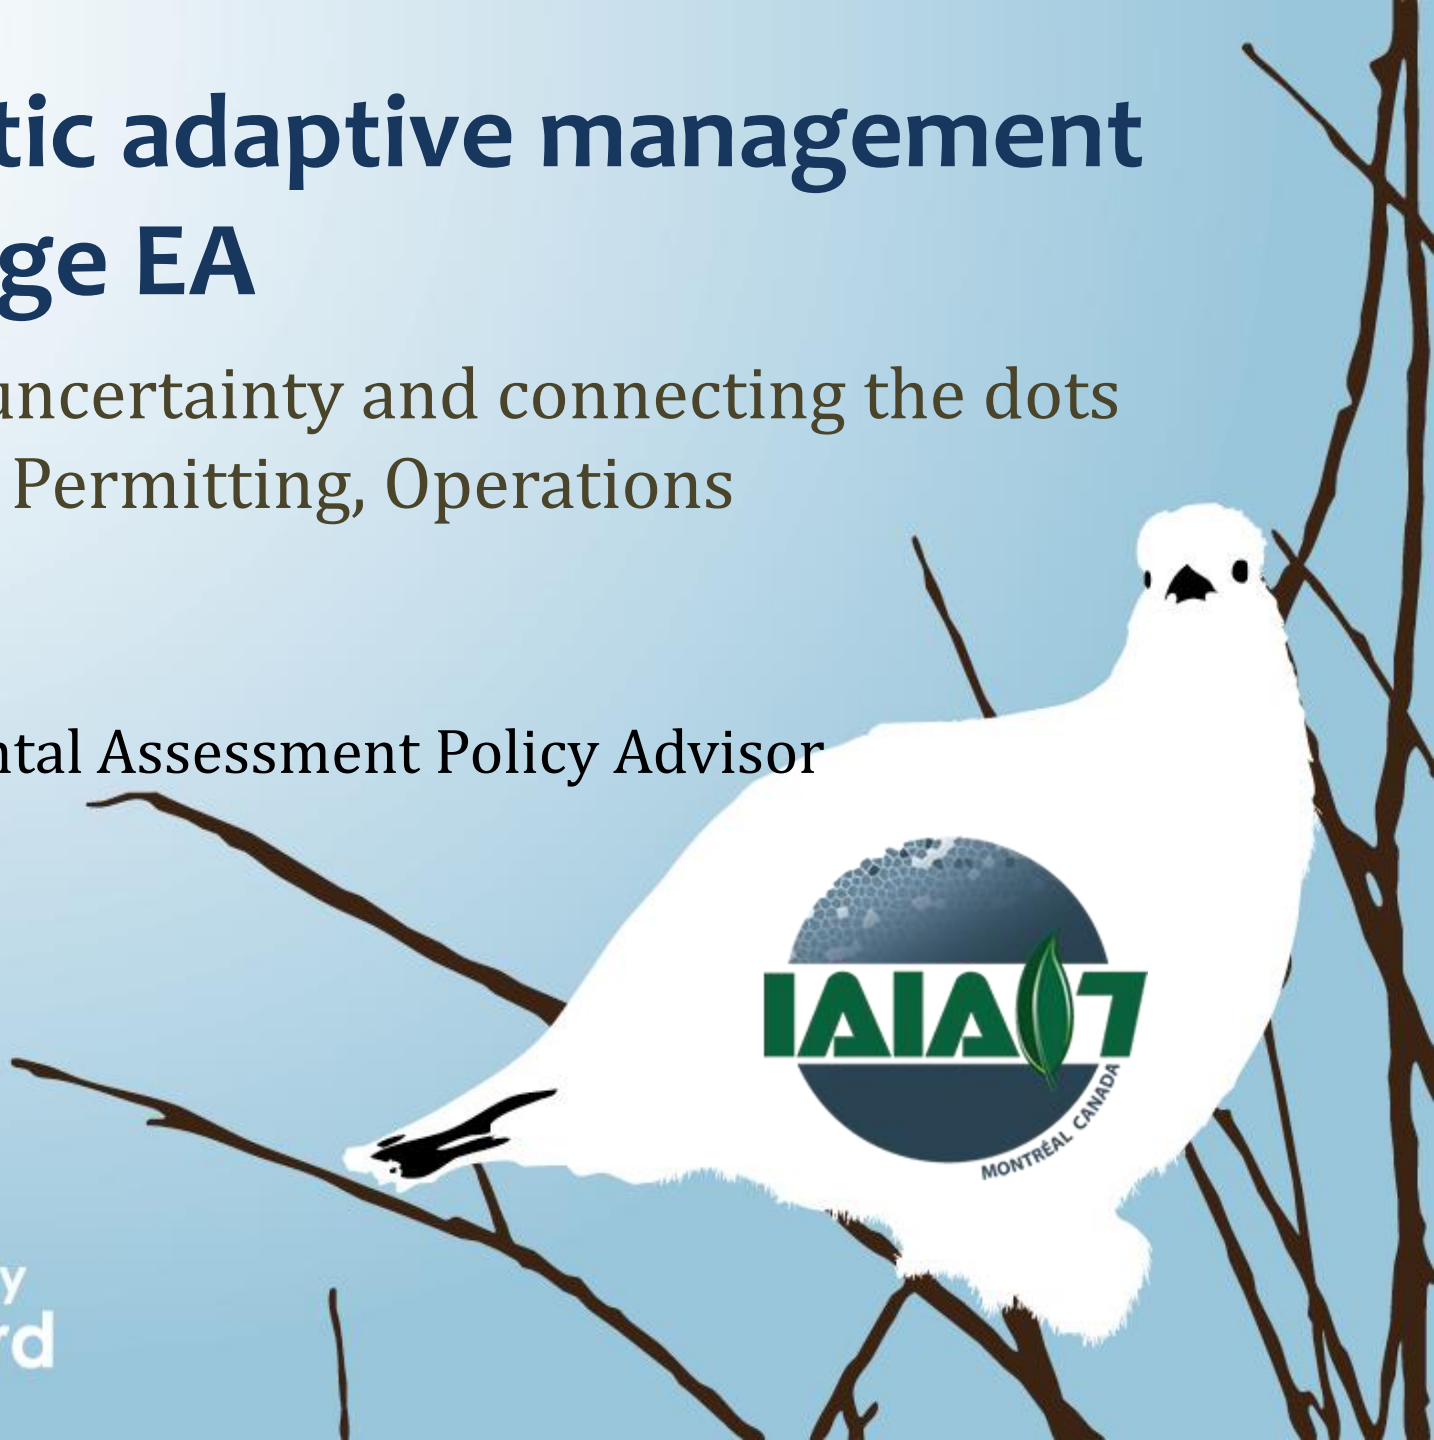 tic adaptive management
ge EA
uncertainty and connecting the dots
Permitting, Operations
ntal Assessment Policy Advisor
IAIA17
MONTRÉAL CANADA
y
rd